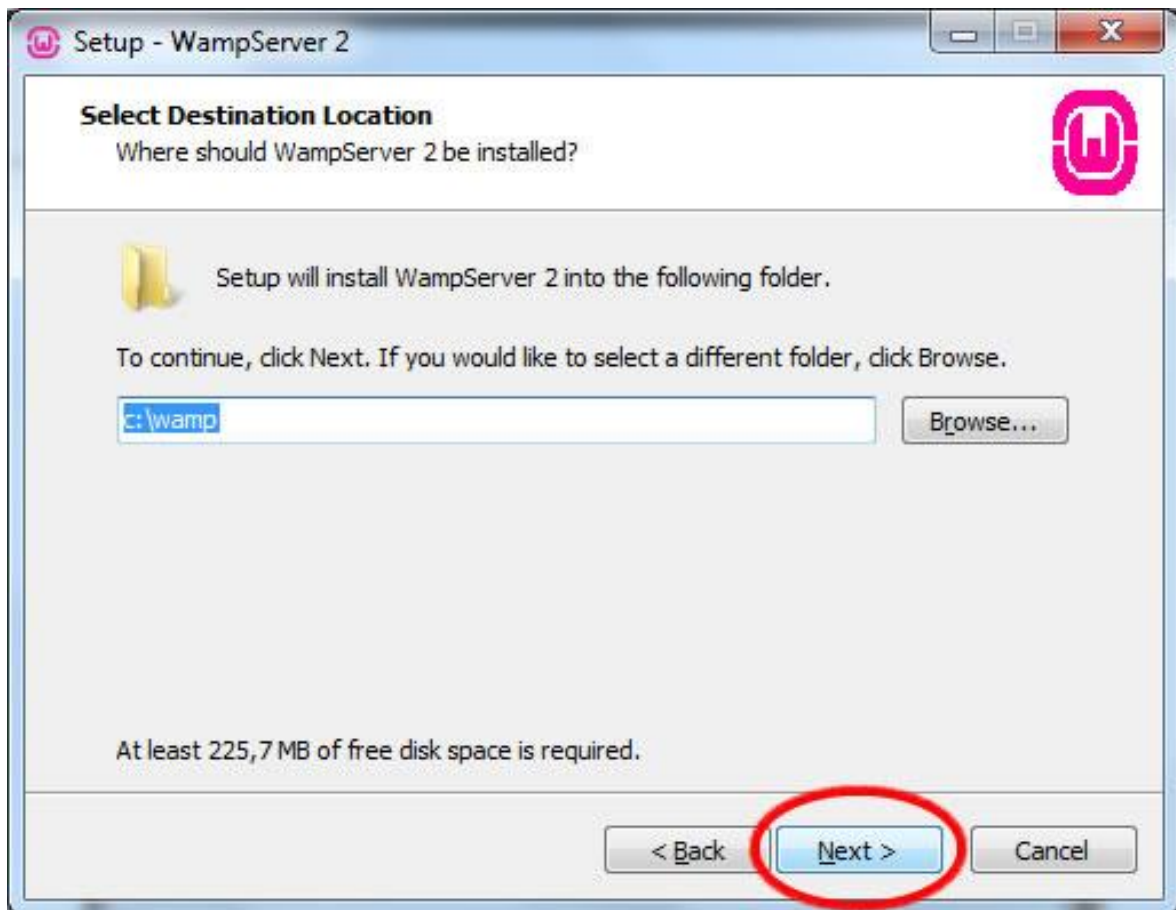 Setup - WampServer 2
Select Destination Location
Where should WampServer 2 be installed?
Setup will install WampServer 2 into the following folder.
To continue, click Next. If you would like to select a different folder, click Browse.
c:\wamp
Browse...
At least 225,7 MB of free disk space is required.
< Back
Next >
Cancel